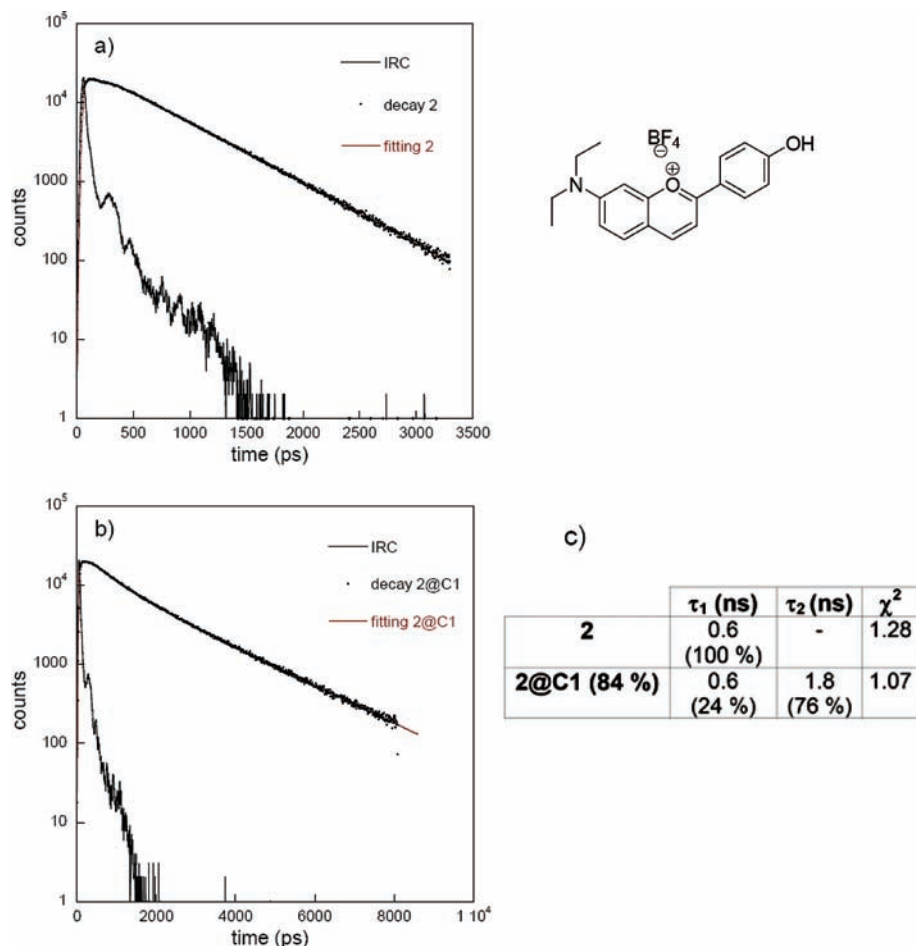 a)
10^5
10^4
1000
100
10
1
counts
0
500
1000
1500
2000
2500
3000
3500
time (ps)
IRC
decay 2
fitting 2
BF4
⊖
OH
N
O
⊕
b)
10^5
10^4
1000
100
10
1
counts
0
2000
4000
6000
8000
1 10^4
time (ps)
IRC
decay 2@C1
fitting 2@C1
c)
τ1 (ns) τ2 (ns) χ^2
2 0.6 - 1.28
(100 %)
2@C1 (84 %) 0.6 1.8 1.07
(24 %) (76 %)